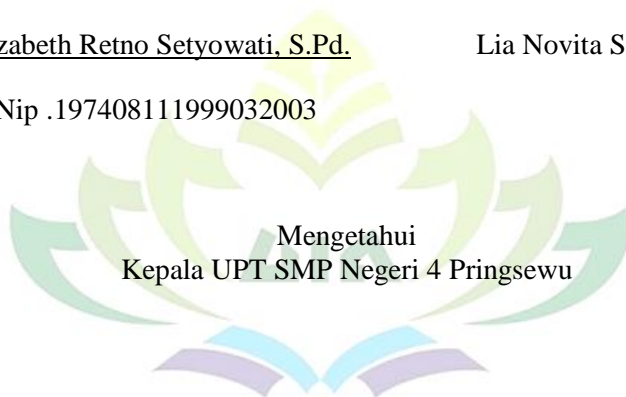 zabeth Retno Setyowati, S.Pd. Lia Novita S
Nip .197408111999032003
Mengetahui
Kepala UPT SMP Negeri 4 Pringsewu